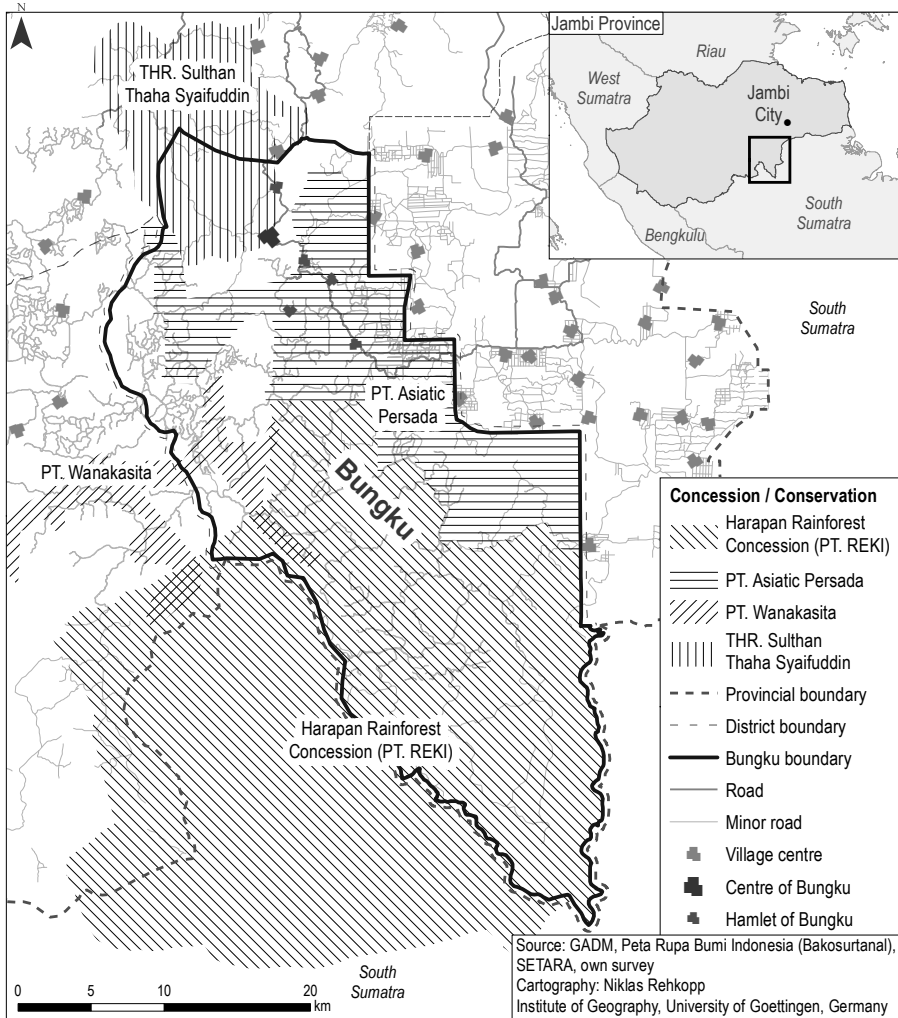 N
THR. Sulthan
Thaha Syaifuddin
Jambi Province
Riau
West
Sumatra
Jambi
City
South
Sumatra
Bengkulu
South
Sumatra
PT. Asiatic
Persada
PT. Wanakasita
Bungku
Harapan Rainforest
Concession (PT. REKI)
South
Sumatra
Concession / Conservation
Harapan Rainforest
Concession (PT. REKI)
PT. Asiatic Persada
PT. Wanakasita
THR. Sulthan
Thaha Syaifuddin
Provincial boundary
District boundary
Bungku boundary
Road
Minor road
Village centre
Centre of Bungku
Hamlet of Bungku
0 5 10 20
km
Source: GADM, Peta Rupa Bumi Indonesia (Bakosurtanal),
SETARA, own survey
Cartography: Niklas Rehkopp
Institute of Geography, University of Goettingen, Germany